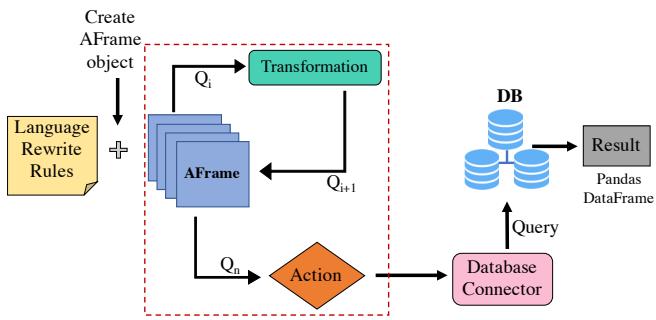 Create
AFrame
object
Language
Rewrite
Rules
Qi
Transformation
AFrame
Qi+1
Qn
Action
DB
Result
Pandas
DataFrame
Query
Database
Connector